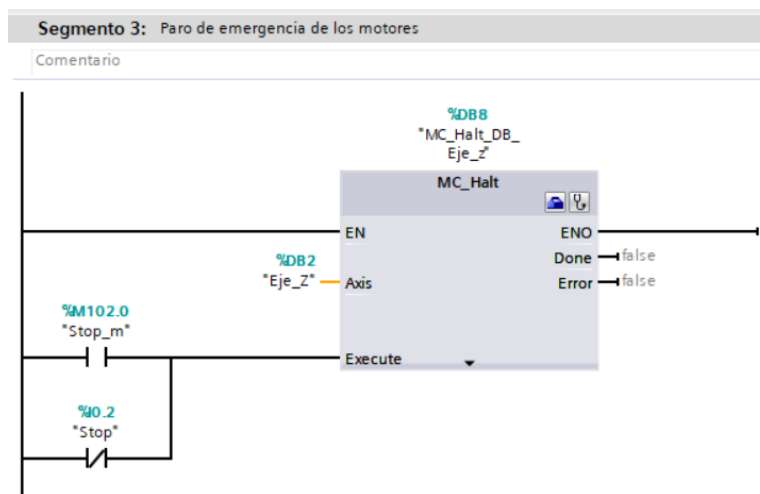 Segmento 3: Paro de emergencia de los motores
Comentario
%DB8
"MC_Halt_DB_
Eje_z"
MC_Halt
EN
ENO
%DB2
"Eje_Z"
Axis
Done
false
Error
false
%M102.0
"Stop_m"
Execute
%I0.2
"Stop"